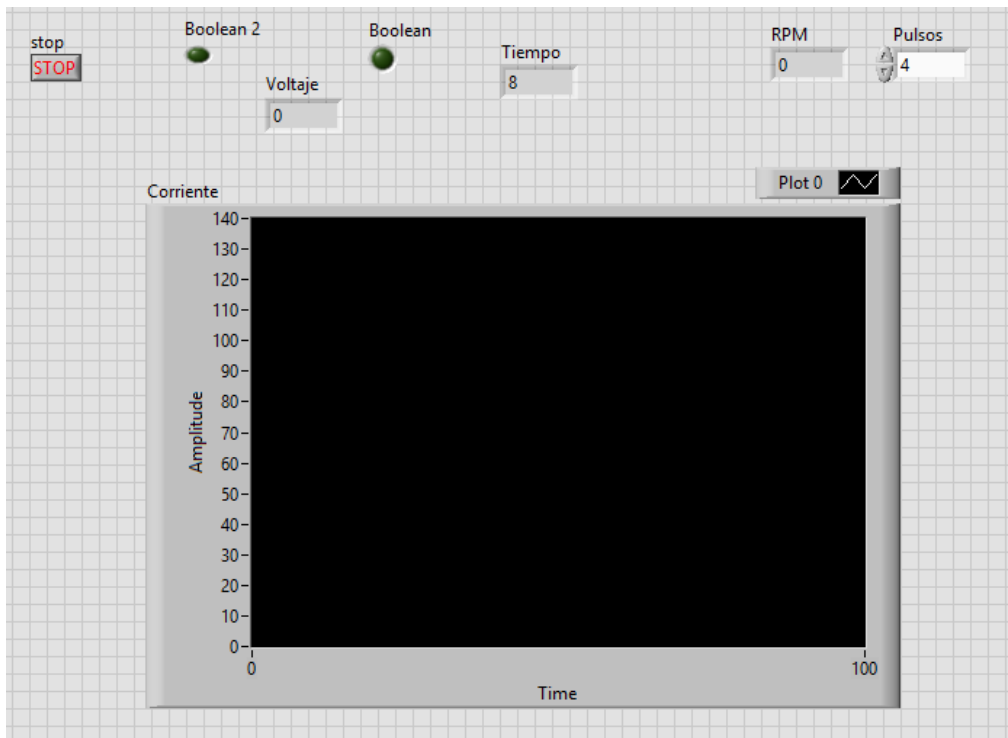 stop
STOP
Boolean 2
Voltaje
0
Boolean
Tiempo
8
RPM
0
Pulsos
4
Corriente
Plot 0
140
130
120
110
100
90
80
70
60
50
40
30
20
10
0
Amplitude
0
100
Time